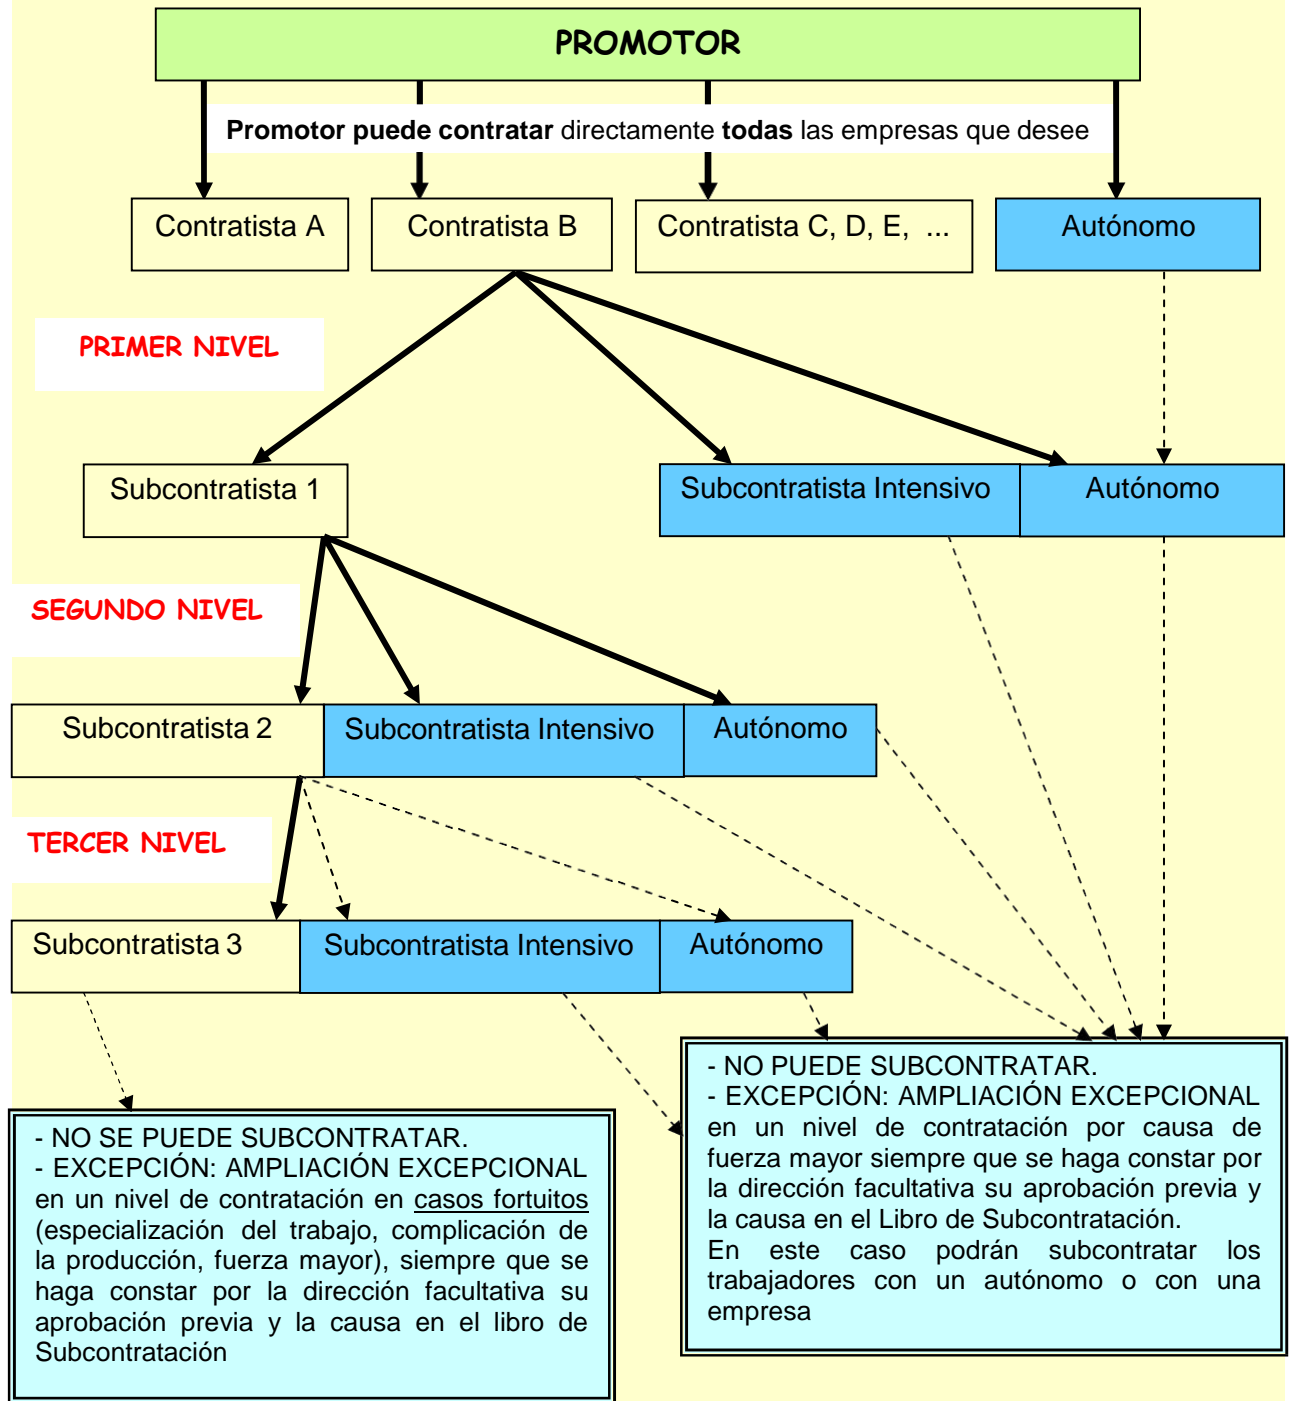 PROMOTOR
Promotor puede contratar directamente todas las empresas que desee
Contratista A
Contratista B
Contratista C, D, E, ...
Autónomo
PRIMER NIVEL
Subcontratista 1
Subcontratista Intensivo
Autónomo
SEGUNDO NIVEL
Subcontratista 2
Subcontratista Intensivo
Autónomo
TERCER NIVEL
Subcontratista 3
Subcontratista Intensivo
Autónomo
- NO SE PUEDE SUBCONTRATAR.
- EXCEPCIÓN: AMPLIACIÓN EXCEPCIONAL
en un nivel de contratación en casos fortuitos
(especialización del trabajo, complicación de
la producción, fuerza mayor), siempre que se
haga constar por la dirección facultativa su
aprobación previa y la causa en el libro de
Subcontratación
- NO PUEDE SUBCONTRATAR.
- EXCEPCIÓN: AMPLIACIÓN EXCEPCIONAL
en un nivel de contratación por causa de
fuerza mayor siempre que se haga constar por
la dirección facultativa su aprobación previa y
la causa en el Libro de Subcontratación.
En este caso podrán subcontratar los
trabajadores con un autónomo o con una
empresa